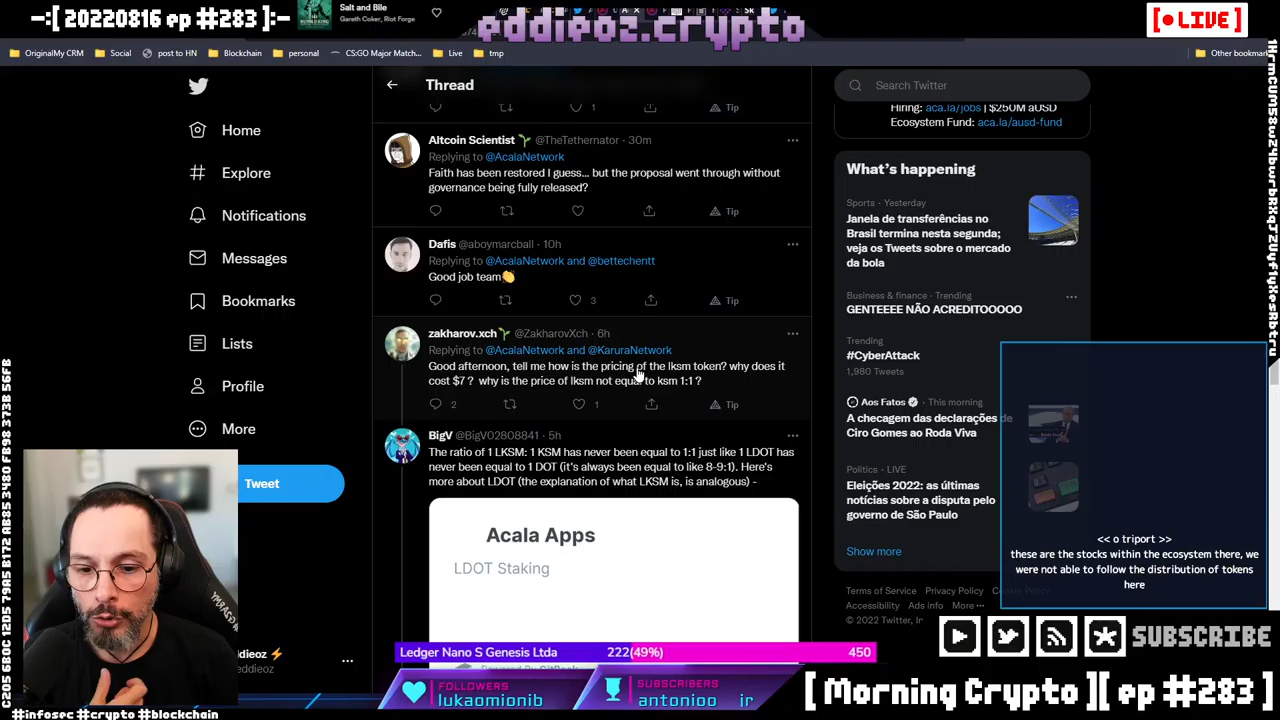 -:[ 20220816 ep #283 ]:-
Salt and Bile
Gareth Coker, Riot Forge
eddieoz.crypto
[● LIVE]
OriginalMy CRM
Social
post to HN
Blockchain
personal
CS:GO Major Match...
Live
tmp
Other bookmar
Thread
Search Twitter
1
Tip
Home
Explore
Notifications
Messages
Bookmarks
Lists
Profile
More
Tweet
Altcoin Scientist 🌱 @TheTethernator · 30m
Replying to @AcalaNetwork
Faith has been restored I guess... but the proposal went through without
governance being fully released?
Tip
Dafis @aboymarcball · 10h
Replying to @AcalaNetwork and @bettechentt
Good job team👏
3
Tip
zakharov.xch🌱 @ZakharovXch · 6h
Replying to @AcalaNetwork and @KaruraNetwork
Good afternoon, tell me how is the pricing of the lksm token? why does it
cost $7 ? why is the price of lksm not equal to ksm 1:1 ?
2
1
Tip
BigV @BigV02808841 · 5h
The ratio of 1 LKSM: 1 KSM has never been equal to 1:1 just like 1 LDOT has
never been equal to 1 DOT (it's always been equal to like 8-9:1). Here's
more about LDOT (the explanation of what LKSM is, is analogous) -
Acala Apps
LDOT Staking
Hiring: aca.la/jobs | $250M aUSD
Ecosystem Fund: aca.la/ausd-fund
What's happening
Sports · Yesterday
Janela de transferências no
Brasil termina nesta segunda;
veja os Tweets sobre o mercado
da bola
Business & finance · Trending
GENTEEE NÃO ACREDITOOOOO
Trending
#CyberAttack
1,980 Tweets
Aos Fatos · This morning
A checagem das declarações de
Ciro Gomes ao Roda Viva
Politics · LIVE
Eleições 2022: as últimas
notícias sobre a disputa pelo
governo de São Paulo
Show more
Terms of Service Privacy Policy Cookie Policy
Accessibility Ads info More ···
© 2022 Twitter, In
<< o triport >>
these are the stocks within the ecosystem there, we
were not able to follow the distribution of tokens
here
ddieoz ⚡
eddieoz
Ledger Nano S Genesis Ltda 222(49%) 450
FOLLOWERS
lukaomionib
SUBSCRIBERS
antonioo ir
SUBSCRIBE
[ Morning Crypto ][ ep #283 ]
#infosec #crypto #blockchain